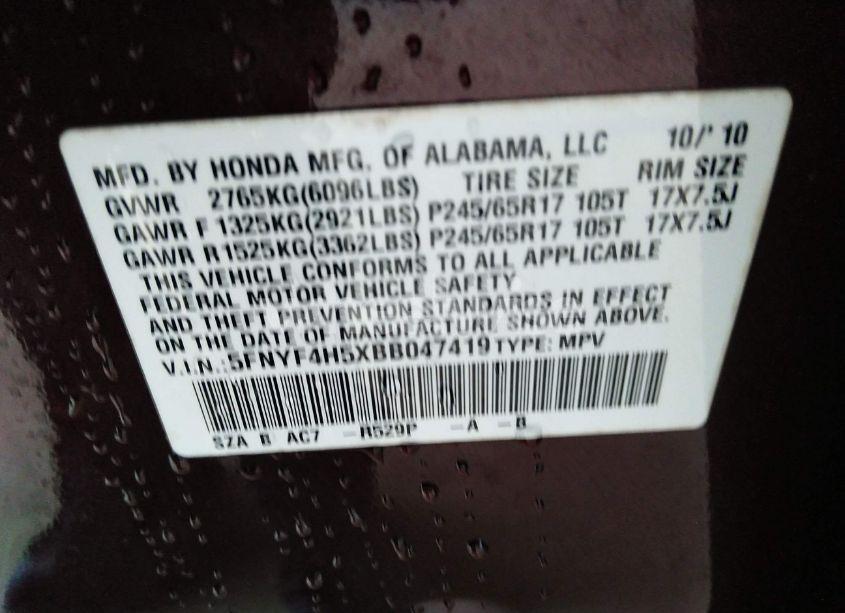 MFD. BY HONDA MFG. OF ALABAMA, LLC 10/' 10
GVWR 2765KG(6096LBS) TIRE SIZE RIM SIZE
GAWR F 1325KG(2921LBS) P245/65R17 105T 17X7.5J
GAWR R 1525KG(3362LBS) P245/65R17 105T 17X7.5J
THIS VEHICLE CONFORMS TO ALL APPLICABLE
FEDERAL MOTOR VEHICLE SAFETY
AND THEFT PREVENTION STANDARDS IN EFFECT
ON THE DATE OF MANUFACTURE SHOWN ABOVE.
V.I.N.:5FNYF4H5XBB047419 TYPE: MPV
SZA B AC7 -R529P -A -B